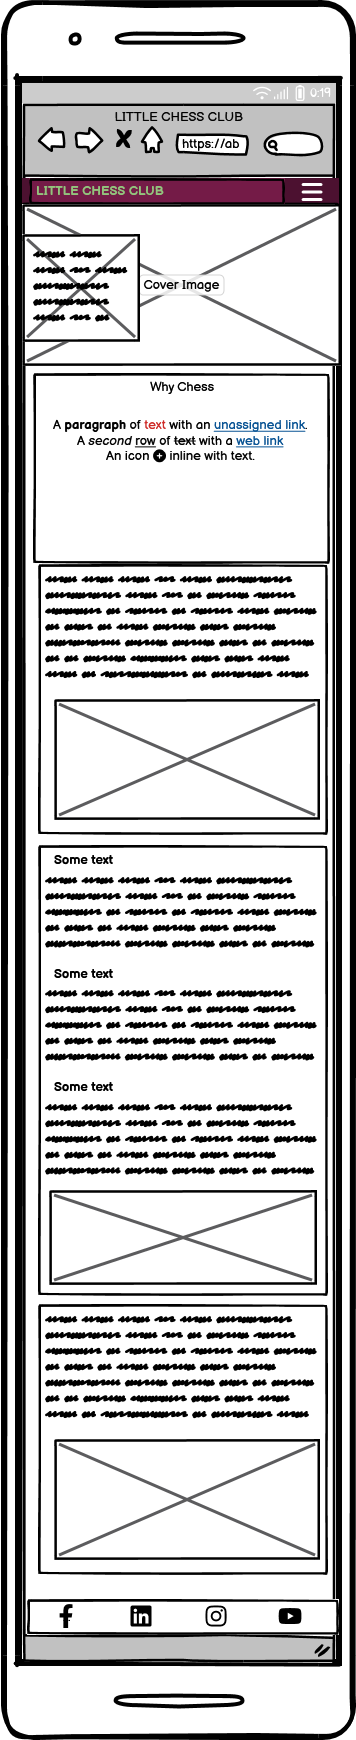 0:19
LITTLE CHESS CLUB
https://ab
LITTLE CHESS CLUB
Cover Image
Why Chess
A paragraph of text with an unassigned link.
A second row of text with a web link
An icon inline with text.
Some text
Some text
Some text